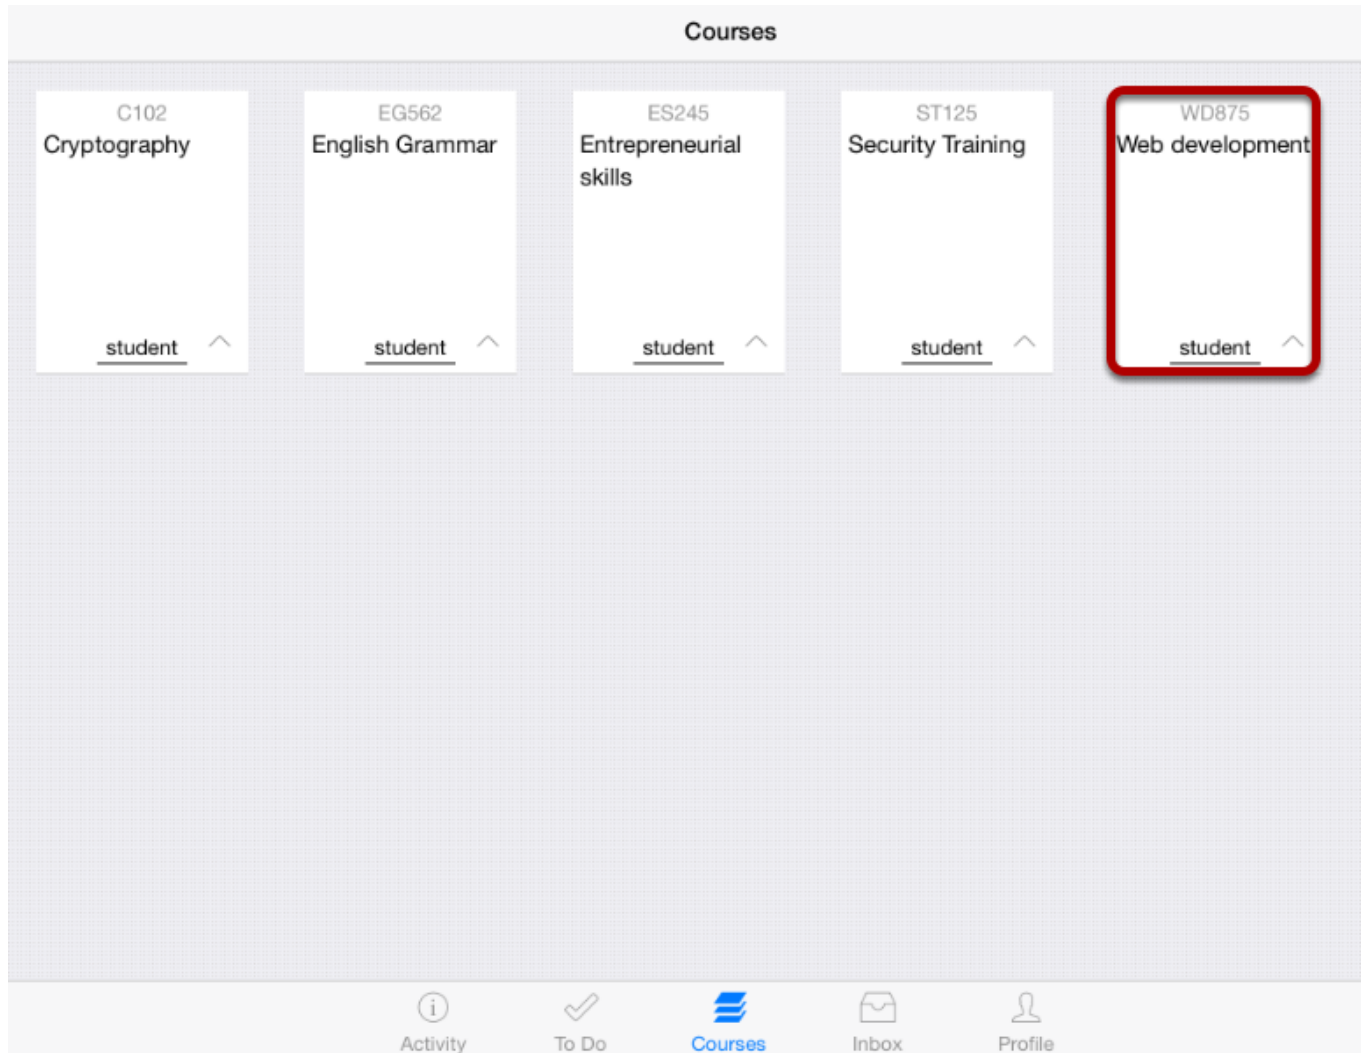 Courses
C102
Cryptography
student
EG562
English Grammar
student
ES245
Entrepreneurial
skills
student
ST125
Security Training
student
WD875
Web development
student
Activity
To Do
Courses
Inbox
Profile